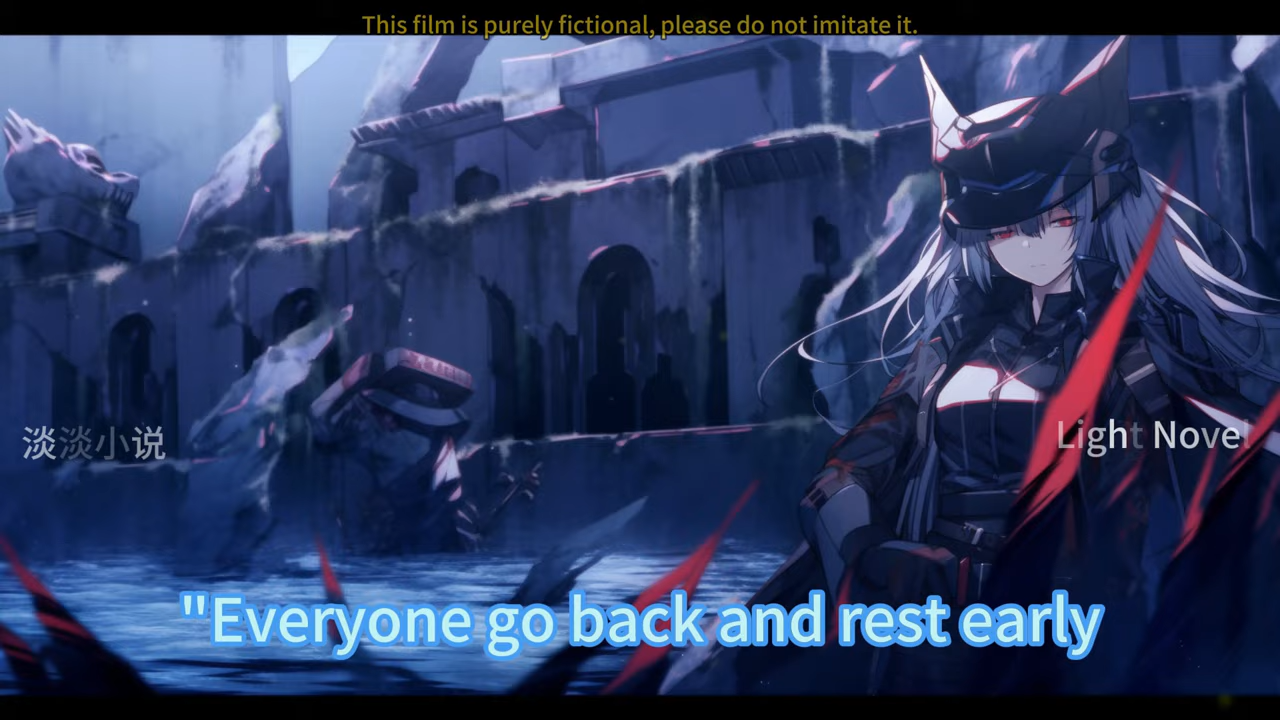 This film is purely fictional, please do not imitate it.
淡淡小说
Light Novel
"Everyone go back and rest early